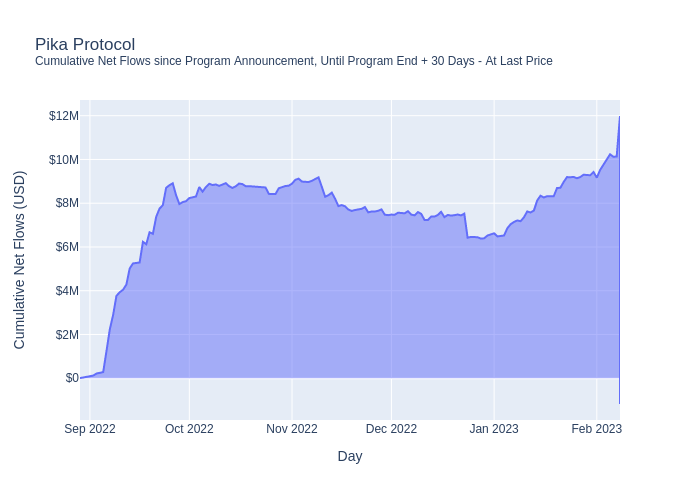 Pika Protocol
Cumulative Net Flows since Program Announcement, Until Program End + 30 Days - At Last Price
Cumulative Net Flows (USD)
$12M
$10M
$8M
$6M
$4M
$2M
$0
Sep 2022
Oct 2022
Nov 2022
Dec 2022
Jan 2023
Feb 2023
Day